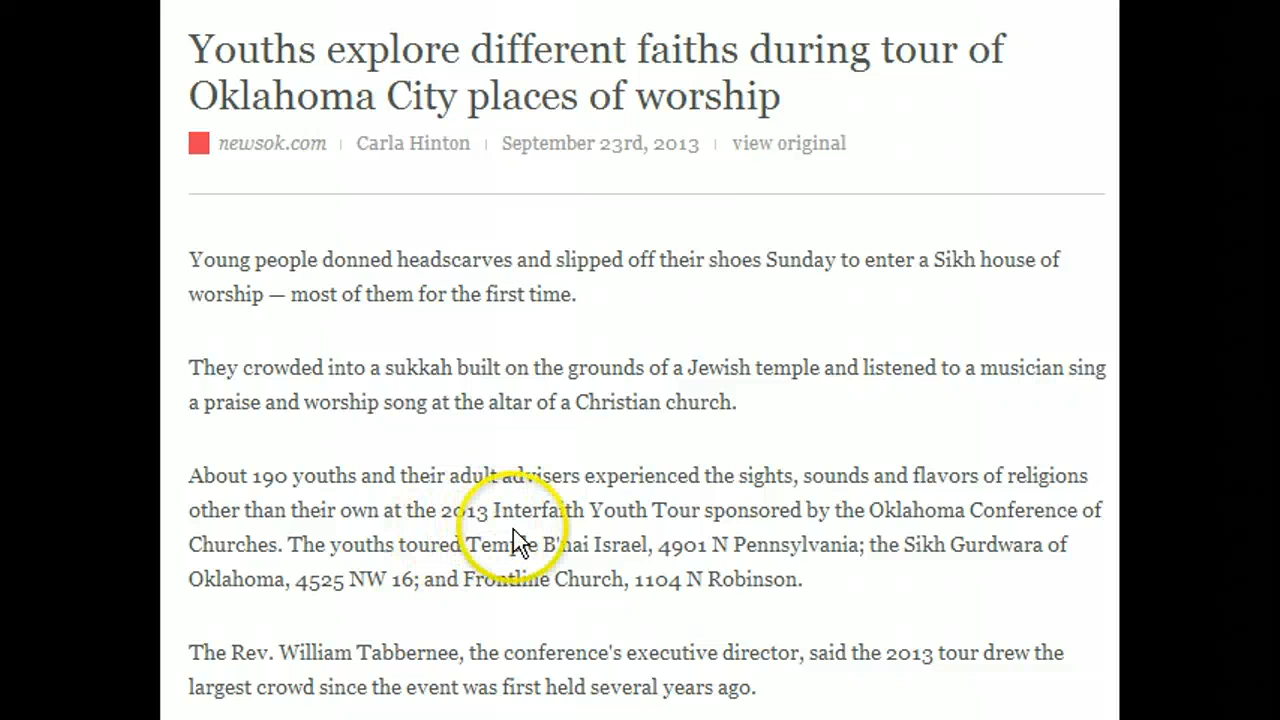 Youths explore different faiths during tour of
Oklahoma City places of worship
newsok.com | Carla Hinton | September 23rd, 2013 | view original
Young people donned headscarves and slipped off their shoes Sunday to enter a Sikh house of
worship — most of them for the first time.
They crowded into a sukkah built on the grounds of a Jewish temple and listened to a musician sing
a praise and worship song at the altar of a Christian church.
About 190 youths and their adult advisers experienced the sights, sounds and flavors of religions
other than their own at the 2013 Interfaith Youth Tour sponsored by the Oklahoma Conference of
Churches. The youths toured Temple B'nai Israel, 4901 N Pennsylvania; the Sikh Gurdwara of
Oklahoma, 4525 NW 16; and Frontline Church, 1104 N Robinson.
The Rev. William Tabbernee, the conference's executive director, said the 2013 tour drew the
largest crowd since the event was first held several years ago.